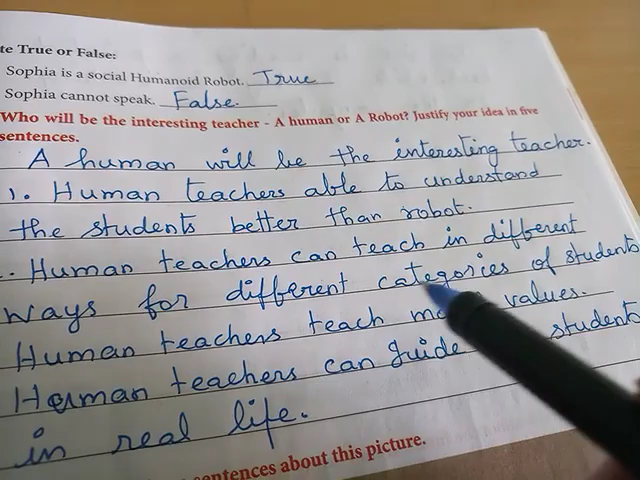 te True or False:
Sophia is a social Humanoid Robot. True
Sophia cannot speak. False.
Who will be the interesting teacher - A human or A Robot? Justify your idea in five
sentences.
A human will be the interesting teacher.
1. Human teachers able to understand
the students better than robot.
Human teachers can teach in different
ways for different categories of students
Human teachers teach values.
Human teachers can guide students
in real life.
sentences about this picture.